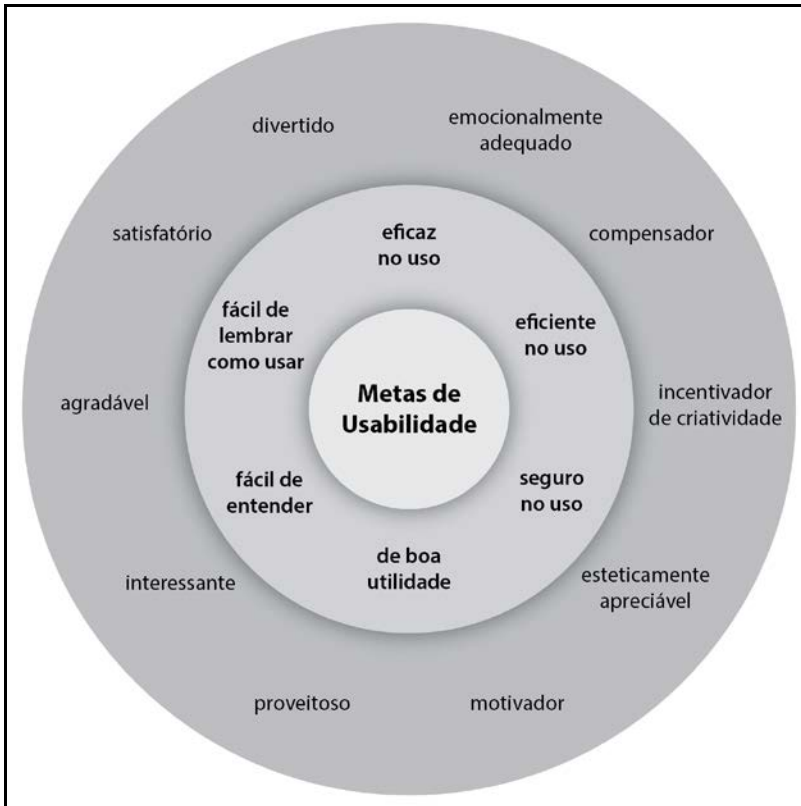 divertido
emocionalmente
adequado
satisfatório
compensador
eficaz
no uso
fácil de
lembrar
como usar
eficiente
no uso
agradável
Metas de
Usabilidade
incentivador
de criatividade
fácil de
entender
seguro
no uso
de boa
utilidade
interessante
esteticamente
apreciável
proveitoso
motivador